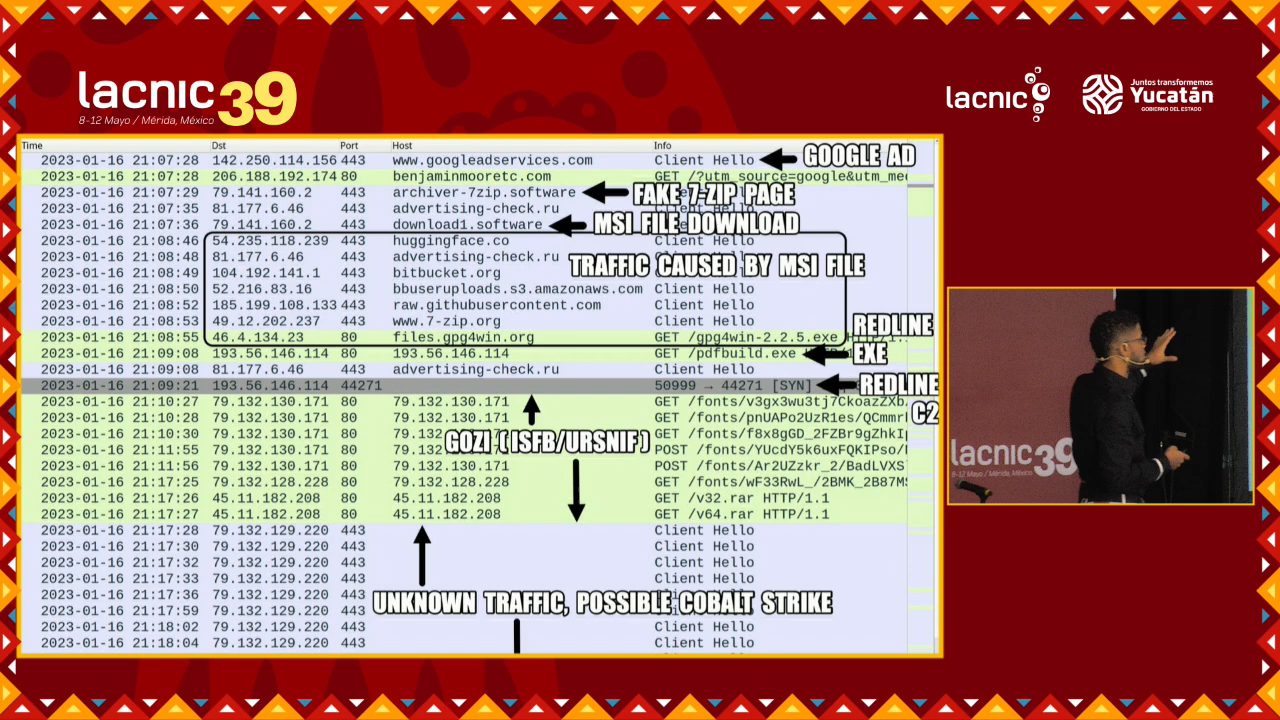 lacnic39
8-12 Mayo / Mérida, México
lacnic
Juntos transformemos
Yucatán
GOBIERNO DEL ESTADO
Time Dst Port Host Info
2023-01-16 21:07:28 142.250.114.156 443 www.googleadservices.com Client Hello GOOGLE AD
2023-01-16 21:07:28 206.188.192.174 80 benjaminmooretc.com GET /?utm_source=google&utm_med
2023-01-16 21:07:29 79.141.160.2 443 archiver-7zip.software FAKE 7-ZIP PAGE
2023-01-16 21:07:35 81.177.6.46 443 advertising-check.ru Client Hello
2023-01-16 21:07:36 79.141.160.2 443 download1.software MSI FILE DOWNLOAD
2023-01-16 21:08:46 54.235.118.239 443 huggingface.co Client Hello
2023-01-16 21:08:48 81.177.6.46 443 advertising-check.ru Client Hello
TRAFFIC CAUSED BY MSI FILE
2023-01-16 21:08:49 104.192.141.1 443 bitbucket.org Client Hello
2023-01-16 21:08:50 52.216.83.16 443 bbuseruploads.s3.amazonaws.com Client Hello
2023-01-16 21:08:52 185.199.108.133 443 raw.githubusercontent.com Client Hello
2023-01-16 21:08:53 49.12.202.237 443 www.7-zip.org Client Hello
2023-01-16 21:08:55 46.4.134.23 80 files.gpg4win.org GET /gpg4win-2.2.5.exe
REDLINE
EXE
2023-01-16 21:09:08 193.56.146.114 80 193.56.146.114 GET /pdfbuild.exe
2023-01-16 21:09:08 81.177.6.46 443 advertising-check.ru Client Hello
2023-01-16 21:09:21 193.56.146.114 44271 50999 → 44271 [SYN] REDLINE
C2
2023-01-16 21:10:27 79.132.130.171 80 79.132.130.171 GET /fonts/v3gx3wu3tj7CkoazZXb
2023-01-16 21:10:28 79.132.130.171 80 79.132.130.171 GET /fonts/pnUAPo2UzR1es/QCmmr
2023-01-16 21:10:30 79.132.130.171 80 GET /fonts/f8x8gGD_2FZBr9gZhkI
GOZI (ISFB/URSNIF)
2023-01-16 21:11:55 79.132.130.171 80 POST /fonts/YUcdY5k6uxFQKIPso/
2023-01-16 21:11:56 79.132.130.171 80 79.132.130.171 POST /fonts/Ar2UZzkr_2/BadLVXS
2023-01-16 21:17:25 79.132.128.228 80 79.132.128.228 GET /fonts/wF33RwL_/2BMK_2B87M
2023-01-16 21:17:26 45.11.182.208 80 45.11.182.208 GET /v32.rar HTTP/1.1
2023-01-16 21:17:27 45.11.182.208 80 45.11.182.208 GET /v64.rar HTTP/1.1
2023-01-16 21:17:28 79.132.129.220 443 Client Hello
2023-01-16 21:17:30 79.132.129.220 443 Client Hello
2023-01-16 21:17:32 79.132.129.220 443 Client Hello
2023-01-16 21:17:33 79.132.129.220 443 Client Hello
2023-01-16 21:17:36 79.132.129.220 443 Client Hello
UNKNOWN TRAFFIC, POSSIBLE COBALT STRIKE
2023-01-16 21:17:59 79.132.129.220 443 Client Hello
2023-01-16 21:18:02 79.132.129.220 443 Client Hello
2023-01-16 21:18:04 79.132.129.220 443 Client Hello
lacnic39
8-12 Mayo / Mérida, México